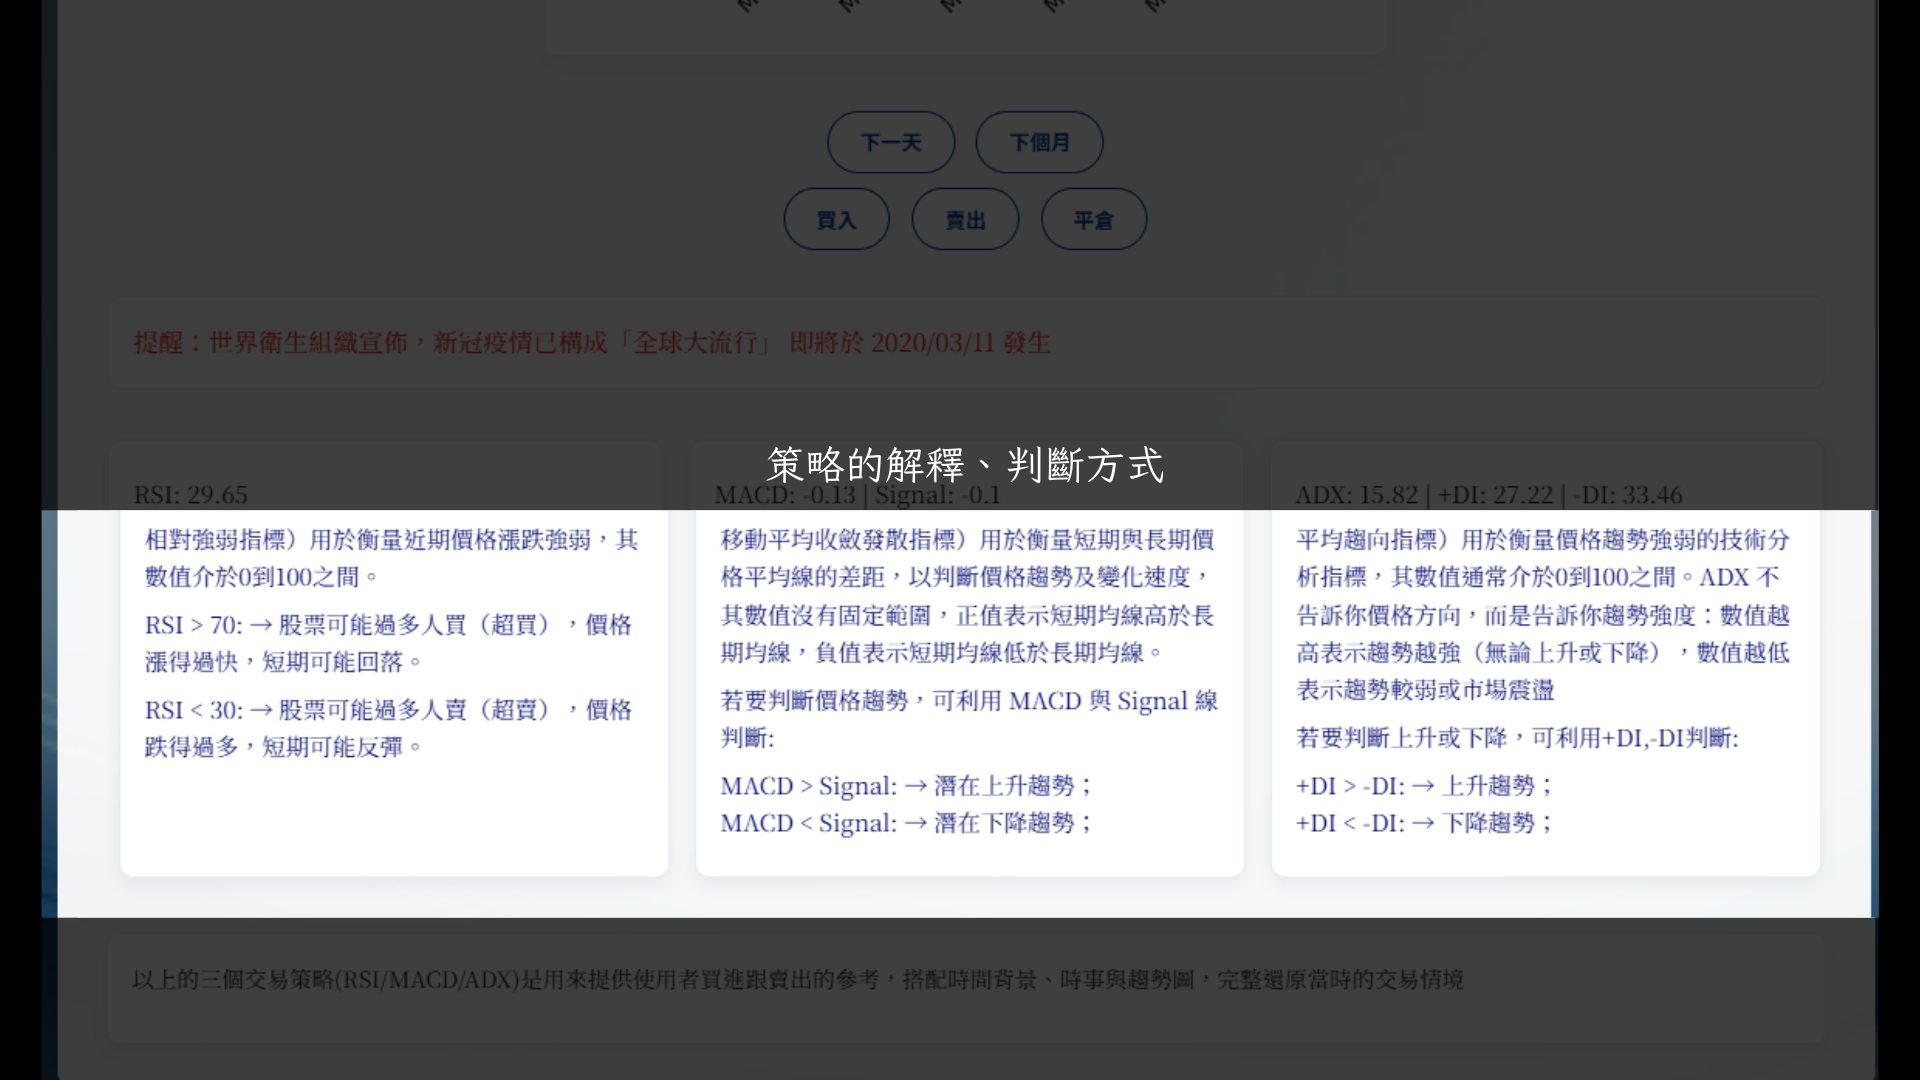 下一天
下個月
買入
賣出
平倉
提醒：世界衛生組織宣佈，新冠疫情已構成「全球大流行」 即將於 2020/03/11 發生
策略的解釋、判斷方式
RSI: 29.65
MACD: -0.13 | Signal: -0.1
ADX: 15.82 | +DI: 27.22 | -DI: 33.46
相對強弱指標）用於衡量近期價格漲跌強弱，其
數值介於0到100之間。
RSI > 70: → 股票可能過多人買（超買），價格
漲得過快，短期可能回落。
RSI < 30: → 股票可能過多人賣（超賣），價格
跌得過多，短期可能反彈。
移動平均收斂發散指標）用於衡量短期與長期價
格平均線的差距，以判斷價格趨勢及變化速度，
其數值沒有固定範圍，正值表示短期均線高於長
期均線，負值表示短期均線低於長期均線。
若要判斷價格趨勢，可利用 MACD 與 Signal 線
判斷:
MACD > Signal: → 潛在上升趨勢；
MACD < Signal: → 潛在下降趨勢；
平均趨向指標）用於衡量價格趨勢強弱的技術分
析指標，其數值通常介於0到100之間。ADX 不
告訴你價格方向，而是告訴你趨勢強度：數值越
高表示趨勢越強（無論上升或下降），數值越低
表示趨勢較弱或市場震盪
若要判斷上升或下降，可利用+DI,-DI判斷:
+DI > -DI: → 上升趨勢；
+DI < -DI: → 下降趨勢；
以上的三個交易策略(RSI/MACD/ADX)是用來提供使用者買進跟賣出的參考，搭配時間背景、時事與趨勢圖，完整還原當時的交易情境